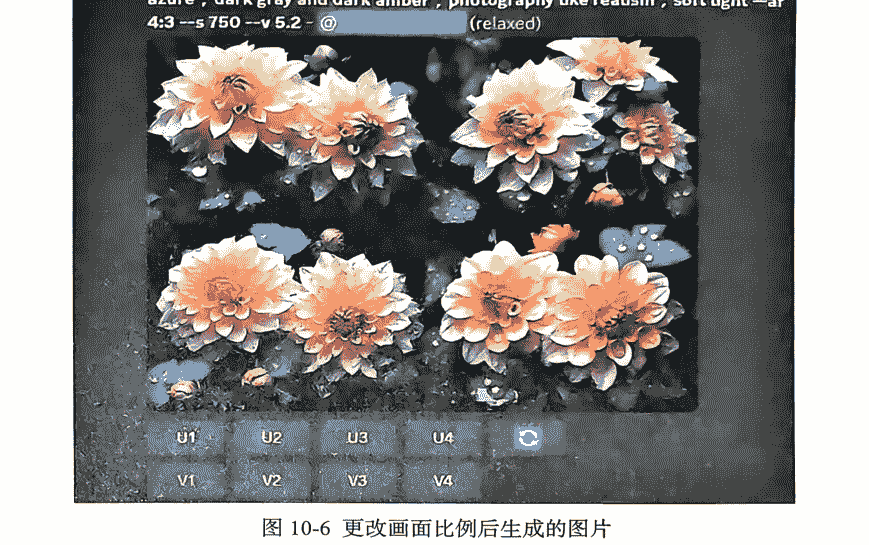 azure , dark gray and dark amber , photography like realism , soft light --ar
4:3 --s 750 --v 5.2 - @ (relaxed)
U1 U2 U3 U4
V1 V2 V3 V4
图 10-6 更改画面比例后生成的图片